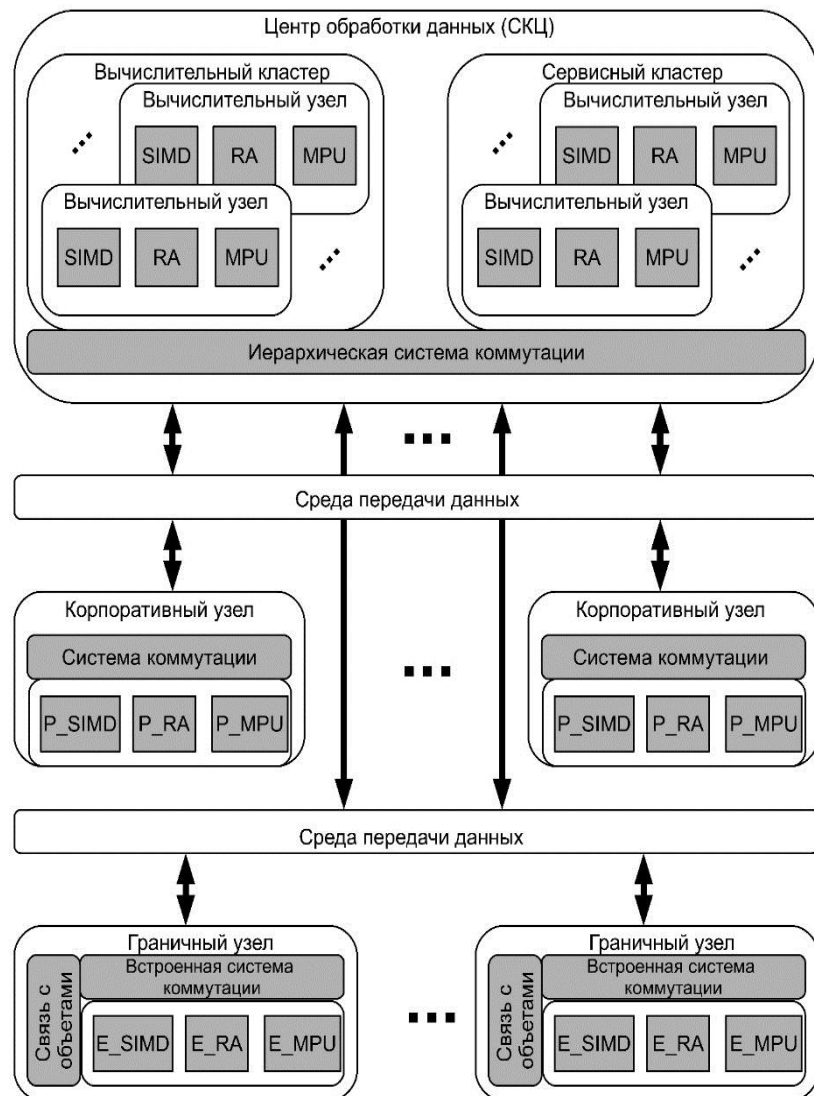 Центр обработки данных (СКЦ)
Вычислительный кластер
Сервисный кластер
Вычислительный узел
Вычислительный узел
SIMD RA MPU
SIMD RA MPU
Вычислительный узел
Вычислительный узел
SIMD RA MPU
SIMD RA MPU
Иерархическая система коммутации
Среда передачи данных
Корпоративный узел
Корпоративный узел
Система коммутации
Система коммутации
P_SIMD P_RA P_MPU
P_SIMD P_RA P_MPU
Среда передачи данных
Граничный узел
Граничный узел
Связь с
объетами
Встроенная система
коммутации
E_SIMD E_RA E_MPU
Связь с
объетами
Встроенная система
коммутации
E_SIMD E_RA E_MPU